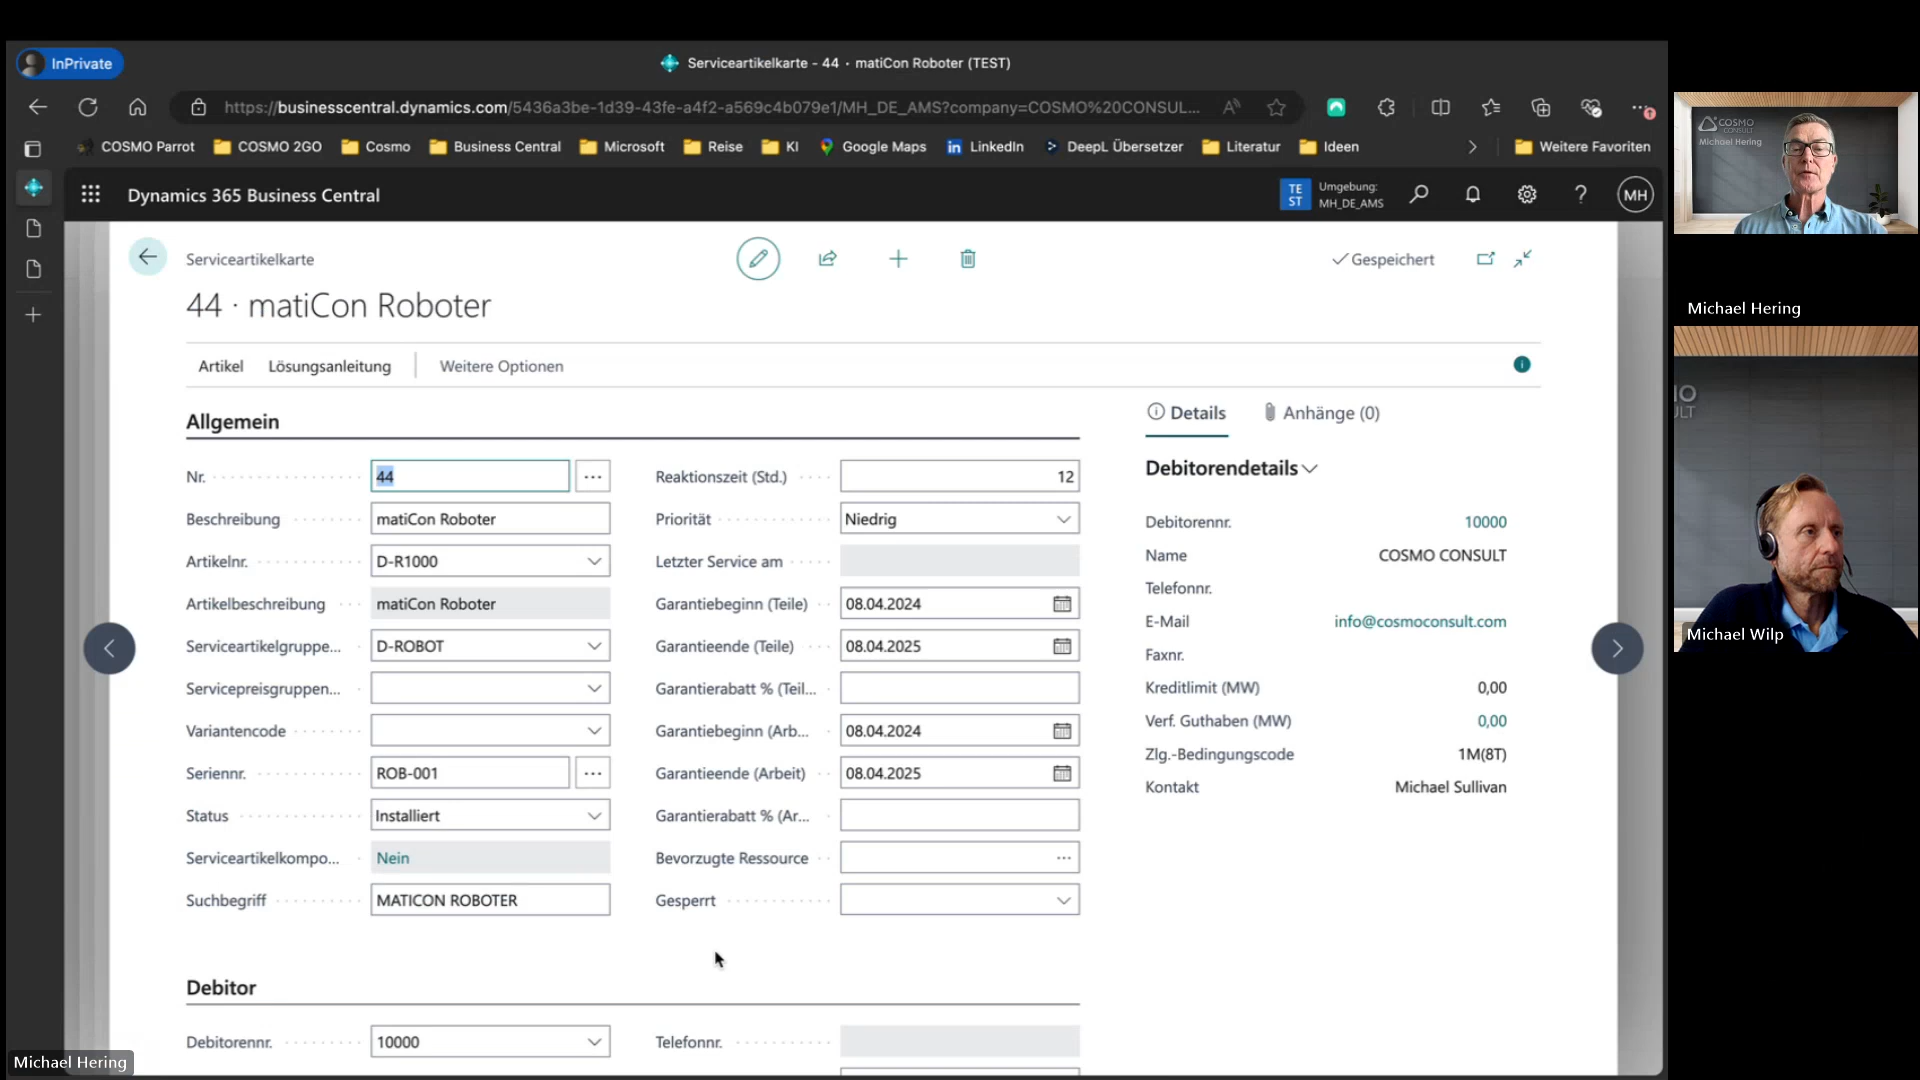 InPrivate
Serviceartikelkarte - 44 · matiCon Roboter (TEST)
https://businesscentral.dynamics.com/5436a3be-1d39-43fe-a4f2-a569c4b079e1/MH_DE_AMS?company=COSMO%20CONSUL...
COSMO Parrot COSMO 2GO Cosmo Business Central Microsoft Reise KI Google Maps LinkedIn DeepL Übersetzer Literatur Ideen Weitere Favoriten
Dynamics 365 Business Central
TEST
Umgebung:
MH_DE_AMS
MH
Serviceartikelkarte
Gespeichert
44 · matiCon Roboter
Artikel Lösungsanleitung Weitere Optionen
Allgemein
Nr. 44
Beschreibung matiCon Roboter
Artikelnr. D-R1000
Artikelbeschreibung matiCon Roboter
Serviceartikelgruppe... D-ROBOT
Servicepreisgruppen...
Variantencode
Seriennr. ROB-001
Status Installiert
Serviceartikelkompo... Nein
Suchbegriff MATICON ROBOTER
Reaktionszeit (Std.) 12
Priorität Niedrig
Letzter Service am
Garantiebeginn (Teile) 08.04.2024
Garantieende (Teile) 08.04.2025
Garantierabatt % (Teil...
Garantiebeginn (Arb... 08.04.2024
Garantieende (Arbeit) 08.04.2025
Garantierabatt % (Ar...
Bevorzugte Ressource
Gesperrt
Debitor
Debitorennr. 10000
Telefonnr.
Details Anhänge (0)
Debitorendetails
Debitorennr. 10000
Name COSMO CONSULT
Telefonnr.
E-Mail info@cosmoconsult.com
Faxnr.
Kreditlimit (MW) 0,00
Verf. Guthaben (MW) 0,00
Zlg.-Bedingungscode 1M(8T)
Kontakt Michael Sullivan
Michael Hering
COSMO
CONSULT
Michael Hering
Michael Hering
MO
ULT
Michael Wilp